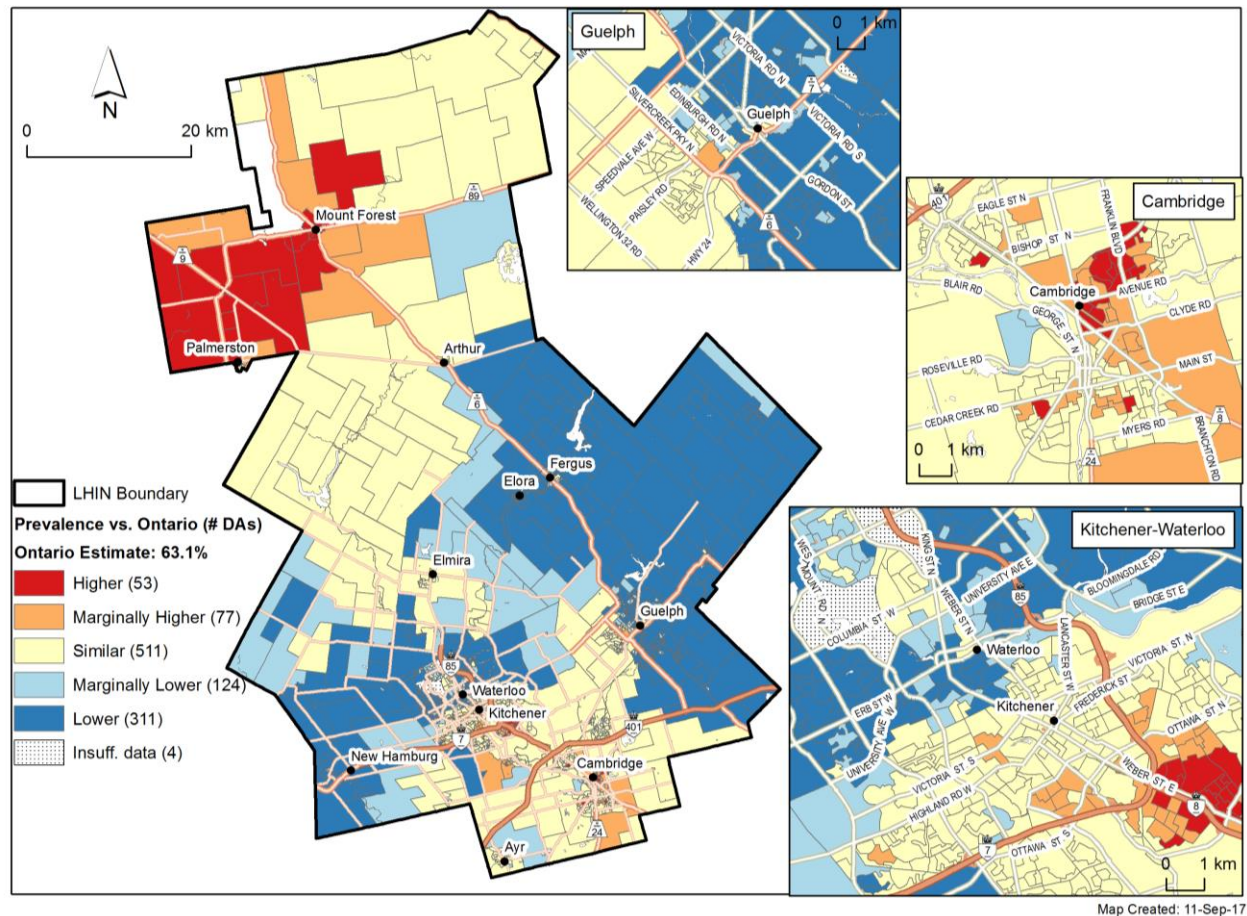 N
0
20 km
Mount Forest
89
9
Palmerston
Arthur
6
Fergus
Elora
Elmira
Guelph
85
Waterloo
Kitchener
7
401
New Hamburg
Cambridge
24
Ayr
LHIN Boundary
Prevalence vs. Ontario (# DAs)
Ontario Estimate: 63.1%
Higher (53)
Marginally Higher (77)
Similar (511)
Marginally Lower (124)
Lower (311)
Insuff. data (4)
Guelph
0 1 km
VICTORIA RD N
7
EDINBURGH RD N
SILVERCREEK PKY N
Guelph
VICTORIA RD S
SPEEDVALE AVE W
PAISLEY RD
GORDON ST
WELLINGTON 32 RD
HWY 24
6
Cambridge
401
EAGLE ST N
FRANKLIN BLVD
BISHOP ST N
BLAIR RD
Cambridge
AVENUE RD
GEORGE ST N
CLYDE RD
ROSEVILLE RD
MAIN ST
CEDAR CREEK RD
8
MYERS RD
BRANCHTON RD
24
0 1 km
Kitchener-Waterloo
KING ST N
WESTMOUNT RD N
UNIVERSITY AVE E
BLOOMINGDALE RD
85
BRIDGE ST E
WEBER ST N
COLUMBIA ST W
LANCASTER ST W
Waterloo
VICTORIA ST N
FREDERICK ST
ERB ST W
Kitchener
UNIVERSITY AVE W
OTTAWA ST N
VICTORIA ST S
WEBER ST E
HIGHLAND RD W
8
7
OTTAWA ST S
0 1 km
Map Created: 11-Sep-17